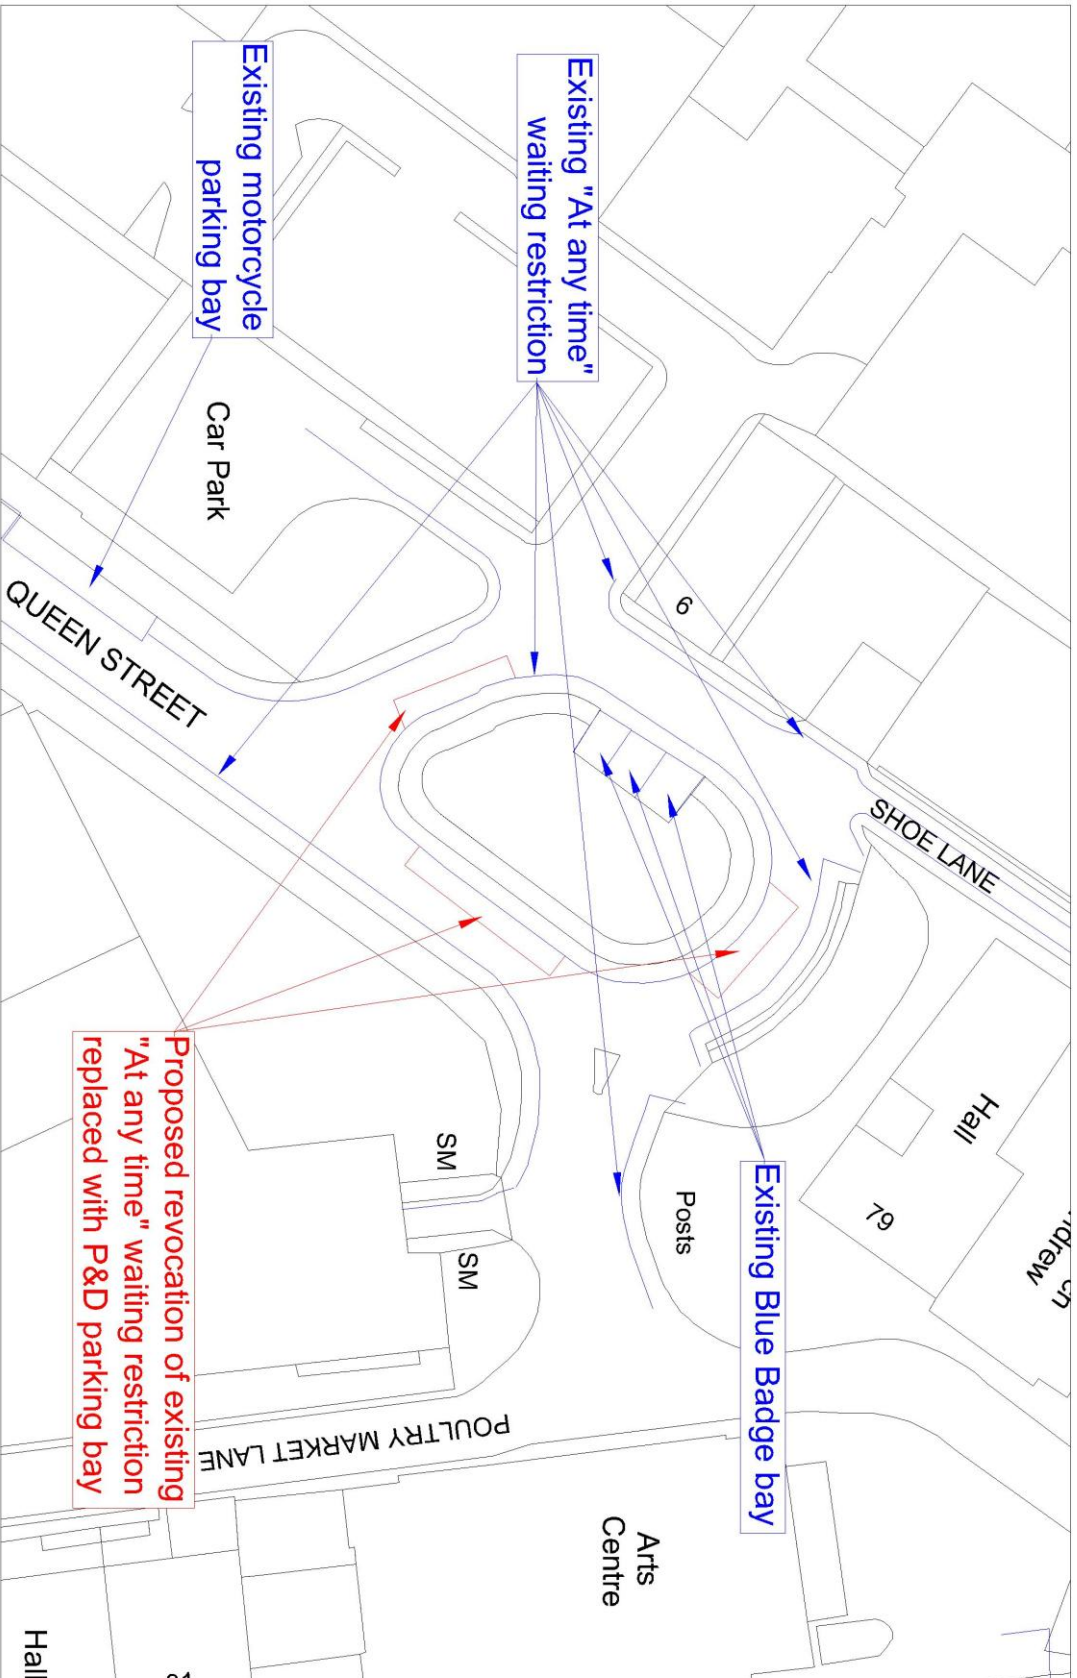 Existing "At any time"
waiting restriction
Existing motorcycle
parking bay
Car Park
QUEEN STREET
6
SHOE LANE
Hall
79
drew
Posts
SM
SM
Existing Blue Badge bay
Proposed revocation of existing
"At any time" waiting restriction
replaced with P&D parking bay
POULTRY MARKET LANE
Arts
Centre
Hall